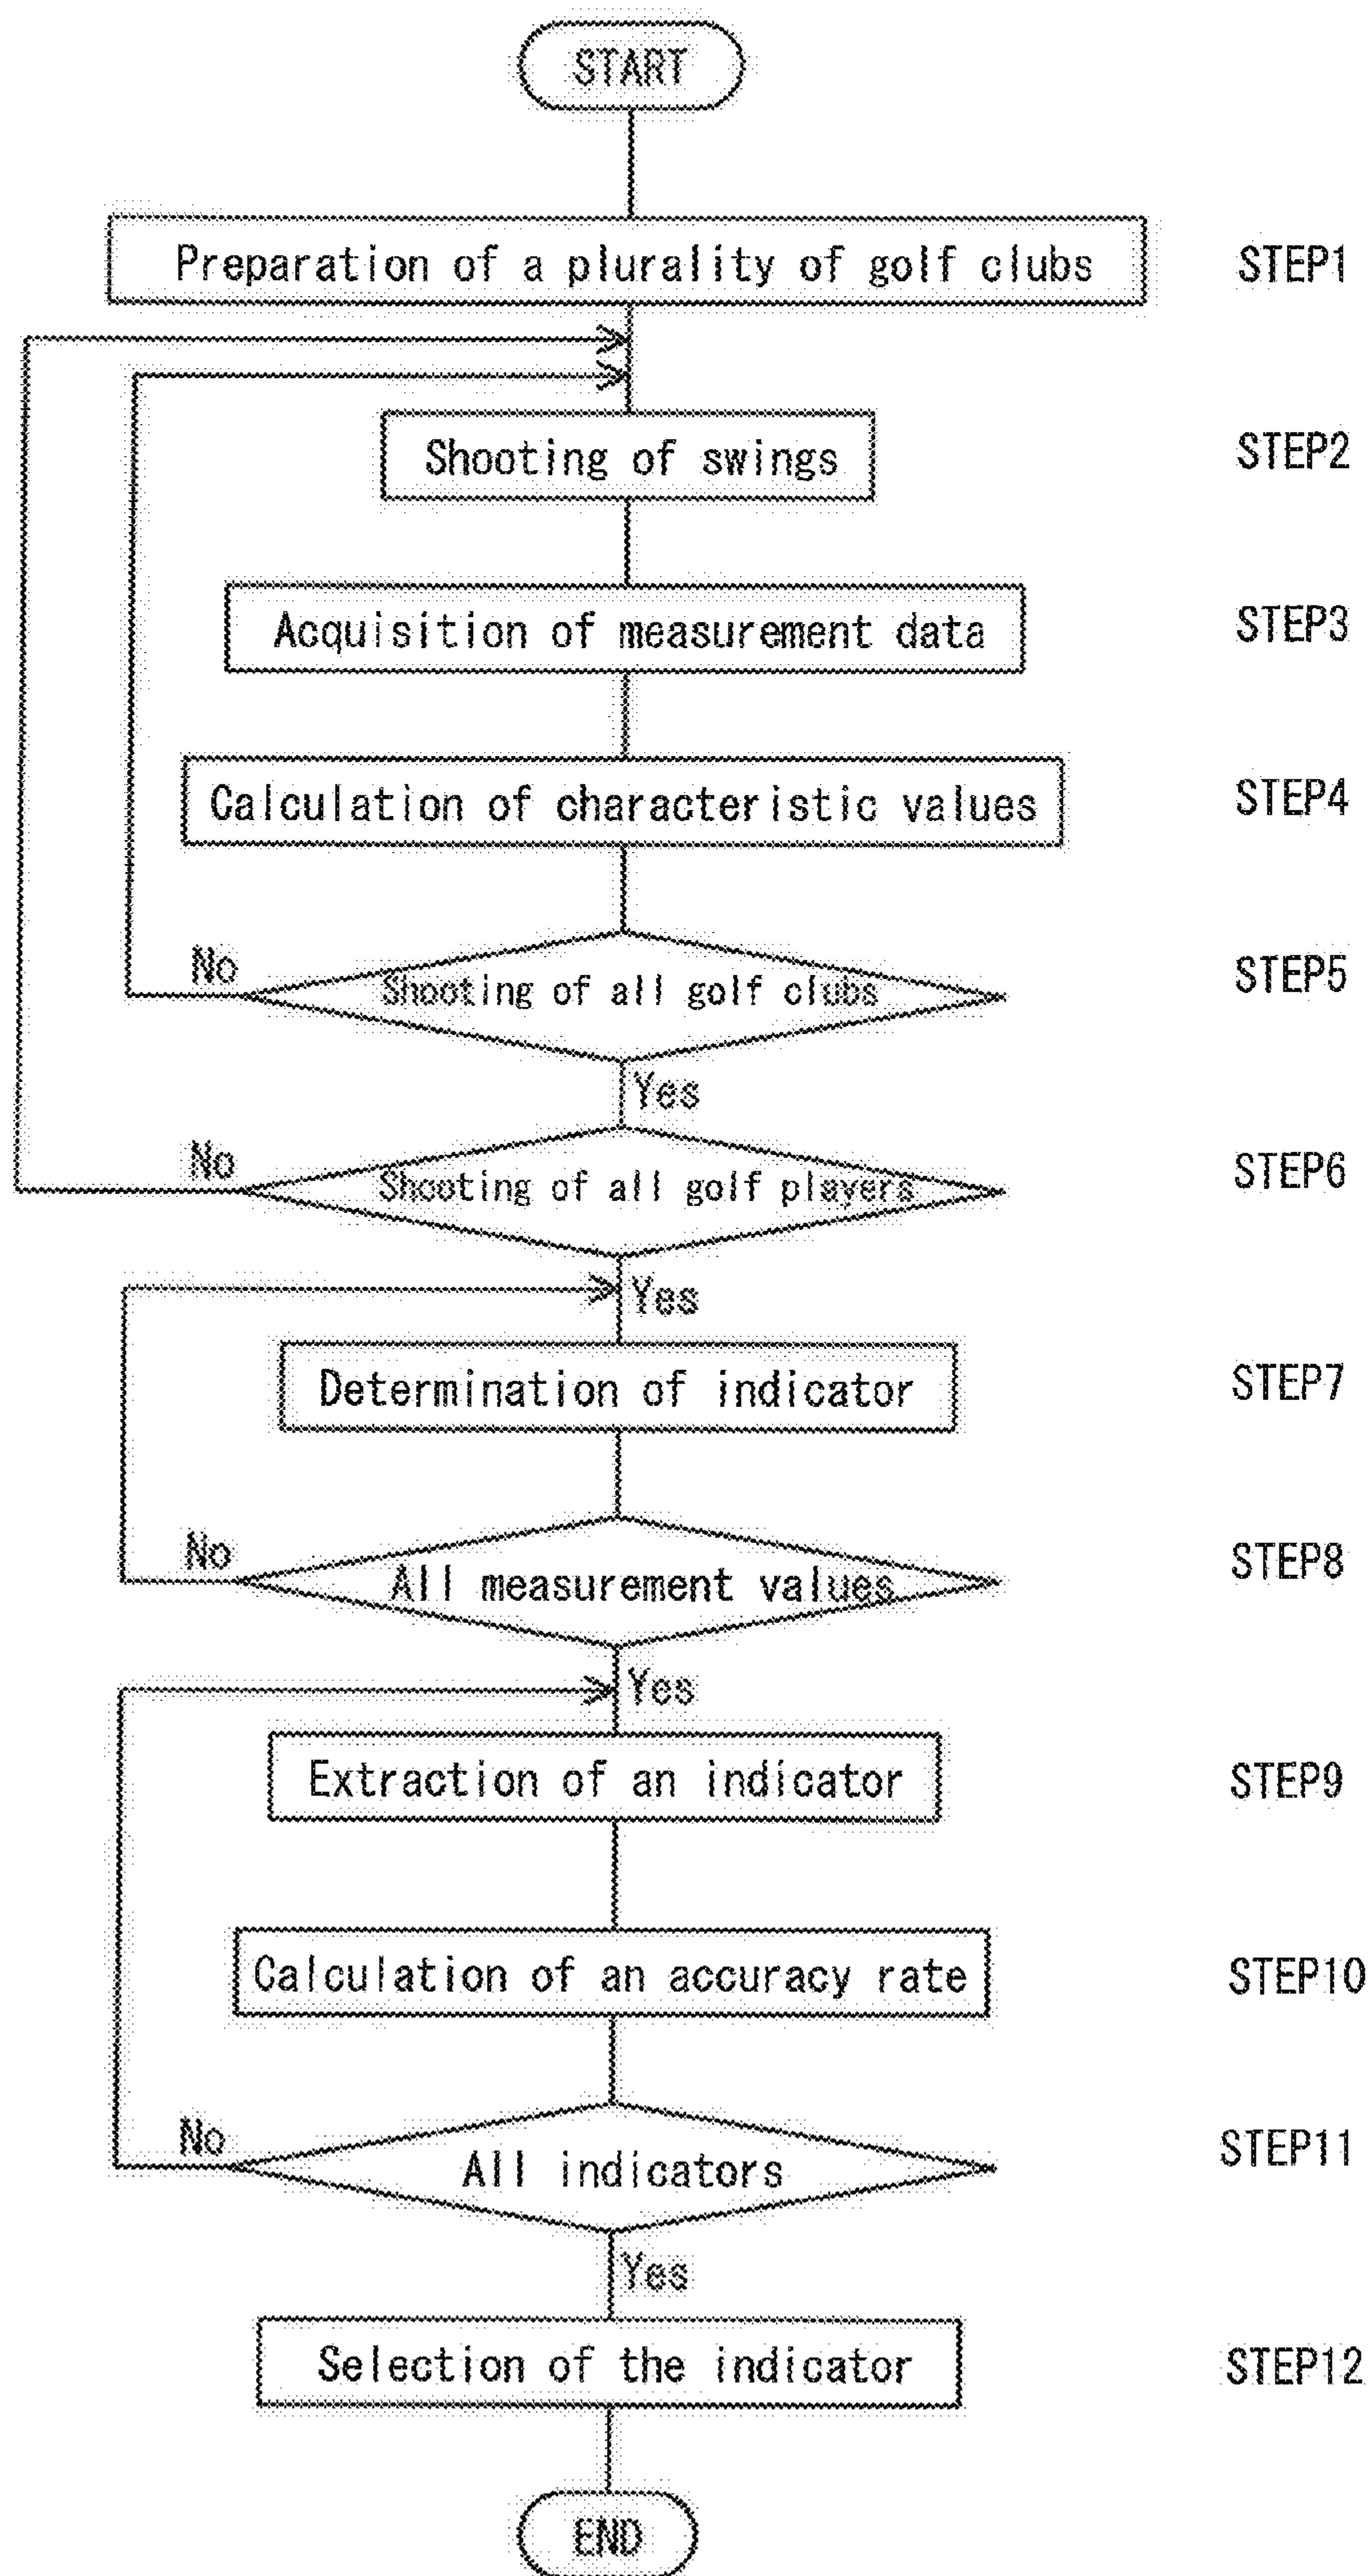 START
Preparation of a plurality of golf clubs STEP1
Shooting of swings STEP2
Acquisition of measurement data STEP3
Calculation of characteristic values STEP4
No
Shooting of all golf clubs STEP5
Yes
No
Shooting of all golf players STEP6
Yes
Determination of indicator STEP7
No
All measurement values STEP8
Yes
Extraction of an indicator STEP9
Calculation of an accuracy rate STEP10
No
All indicators STEP11
Yes
Selection of the indicator STEP12
END